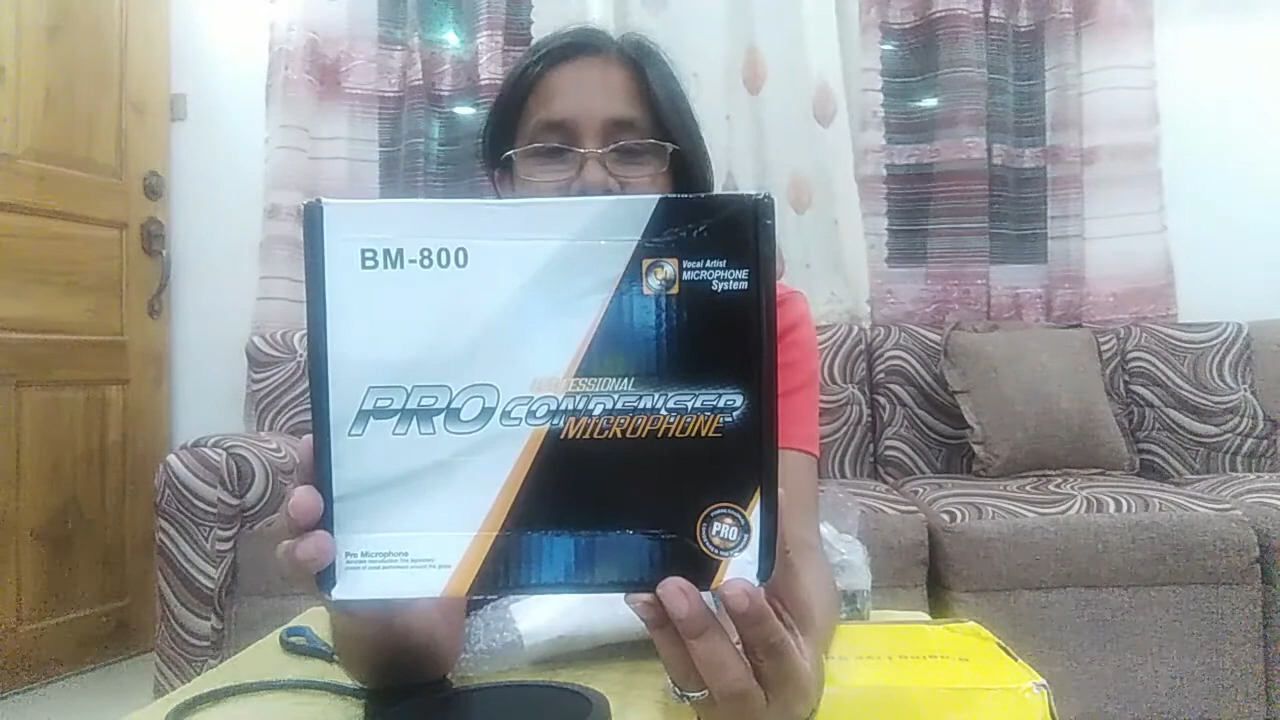 BM-800
Vocal Artist
MICROPHONE
System
PROFESSIONAL
PRO CONDENSER
MICROPHONE
PRO
Pro Microphone